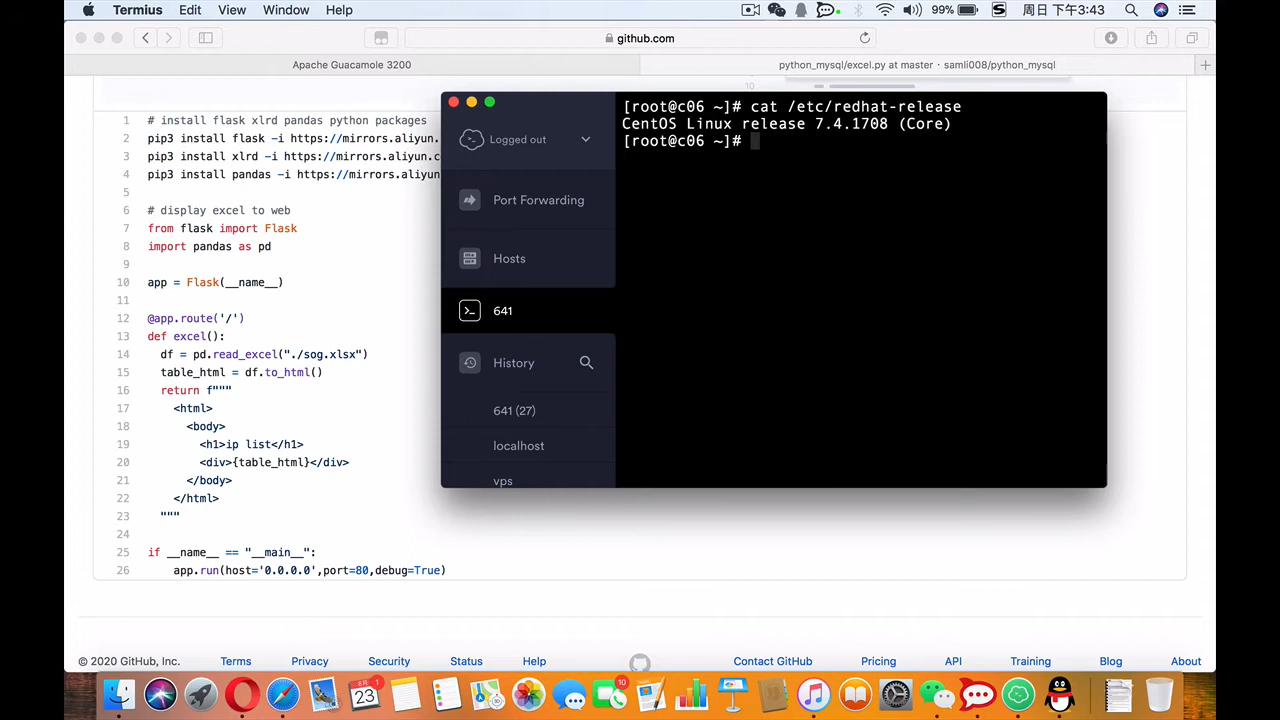 Termius Edit View Window Help
99% S 周日 下午3:43
github.com
Apache Guacamole 3200
python_mysql/excel.py at master · samli008/python_mysql
10
1 # install flask xlrd pandas python packages
2 pip3 install flask -i https://mirrors.aliyun.
3 pip3 install xlrd -i https://mirrors.aliyun.c
4 pip3 install pandas -i https://mirrors.aliyun
5
6 # display excel to web
7 from flask import Flask
8 import pandas as pd
9
10 app = Flask(__name__)
11
12 @app.route('/')
13 def excel():
14 df = pd.read_excel("./sog.xlsx")
15 table_html = df.to_html()
16 return f"""
17 <html>
18 <body>
19 <h1>ip list</h1>
20 <div>{table_html}</div>
21 </body>
22 </html>
23 """
24
25 if __name__ == "__main__":
26 app.run(host='0.0.0.0',port=80,debug=True)
Logged out
Port Forwarding
Hosts
641
History
641 (27)
localhost
vps
[root@c06 ~]# cat /etc/redhat-release
CentOS Linux release 7.4.1708 (Core)
[root@c06 ~]#
© 2020 GitHub, Inc. Terms Privacy Security Status Help Contact GitHub Pricing API Training Blog About
8月 1
23
10